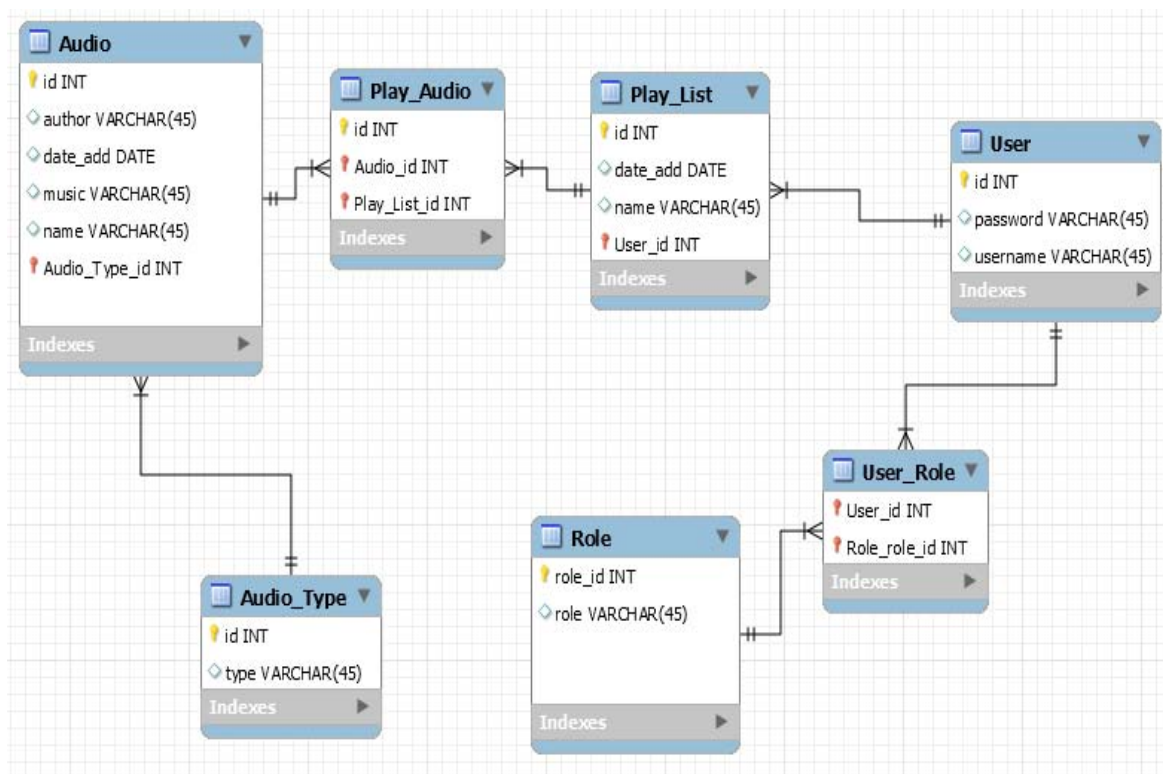 Audio
id INT
author VARCHAR(45)
date_add DATE
music VARCHAR(45)
name VARCHAR(45)
Audio_Type_id INT
Indexes
Play_Audio
id INT
Audio_id INT
Play_List_id INT
Indexes
Play_List
id INT
date_add DATE
name VARCHAR(45)
User_id INT
Indexes
User
id INT
password VARCHAR(45)
username VARCHAR(45)
Indexes
User_Role
User_id INT
Role_role_id INT
Indexes
Role
role_id INT
role VARCHAR(45)
Indexes
Audio_Type
id INT
type VARCHAR(45)
Indexes